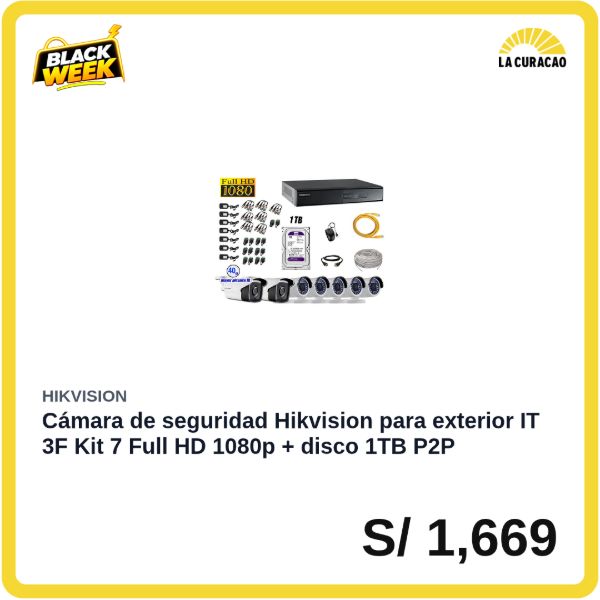 BLACK
WEEK
LA CURACAO
Full HD
1080
1TB
40
HIKVISION
Cámara de seguridad Hikvision para exterior IT
3F Kit 7 Full HD 1080p + disco 1TB P2P
S/ 1,669